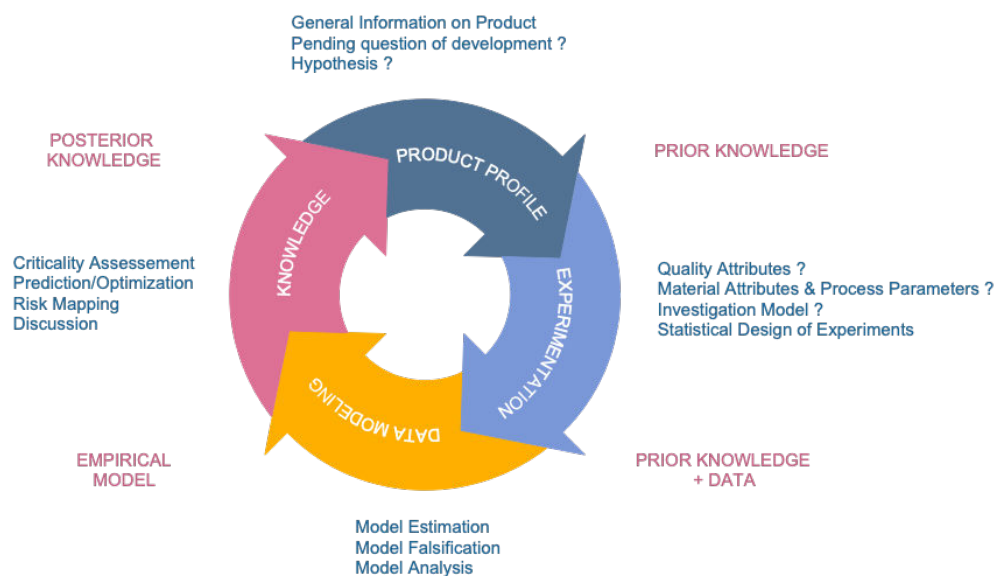 General Information on Product
Pending question of development ?
Hypothesis ?
POSTERIOR
KNOWLEDGE
PRODUCT PROFILE
PRIOR KNOWLEDGE
KNOWLEDGE
EXPERIMENTATION
Criticality Assessement
Prediction/Optimization
Risk Mapping
Discussion
Quality Attributes ?
Material Attributes & Process Parameters ?
Investigation Model ?
Statistical Design of Experiments
DATA MODELING
EMPIRICAL
MODEL
PRIOR KNOWLEDGE
+ DATA
Model Estimation
Model Falsification
Model Analysis